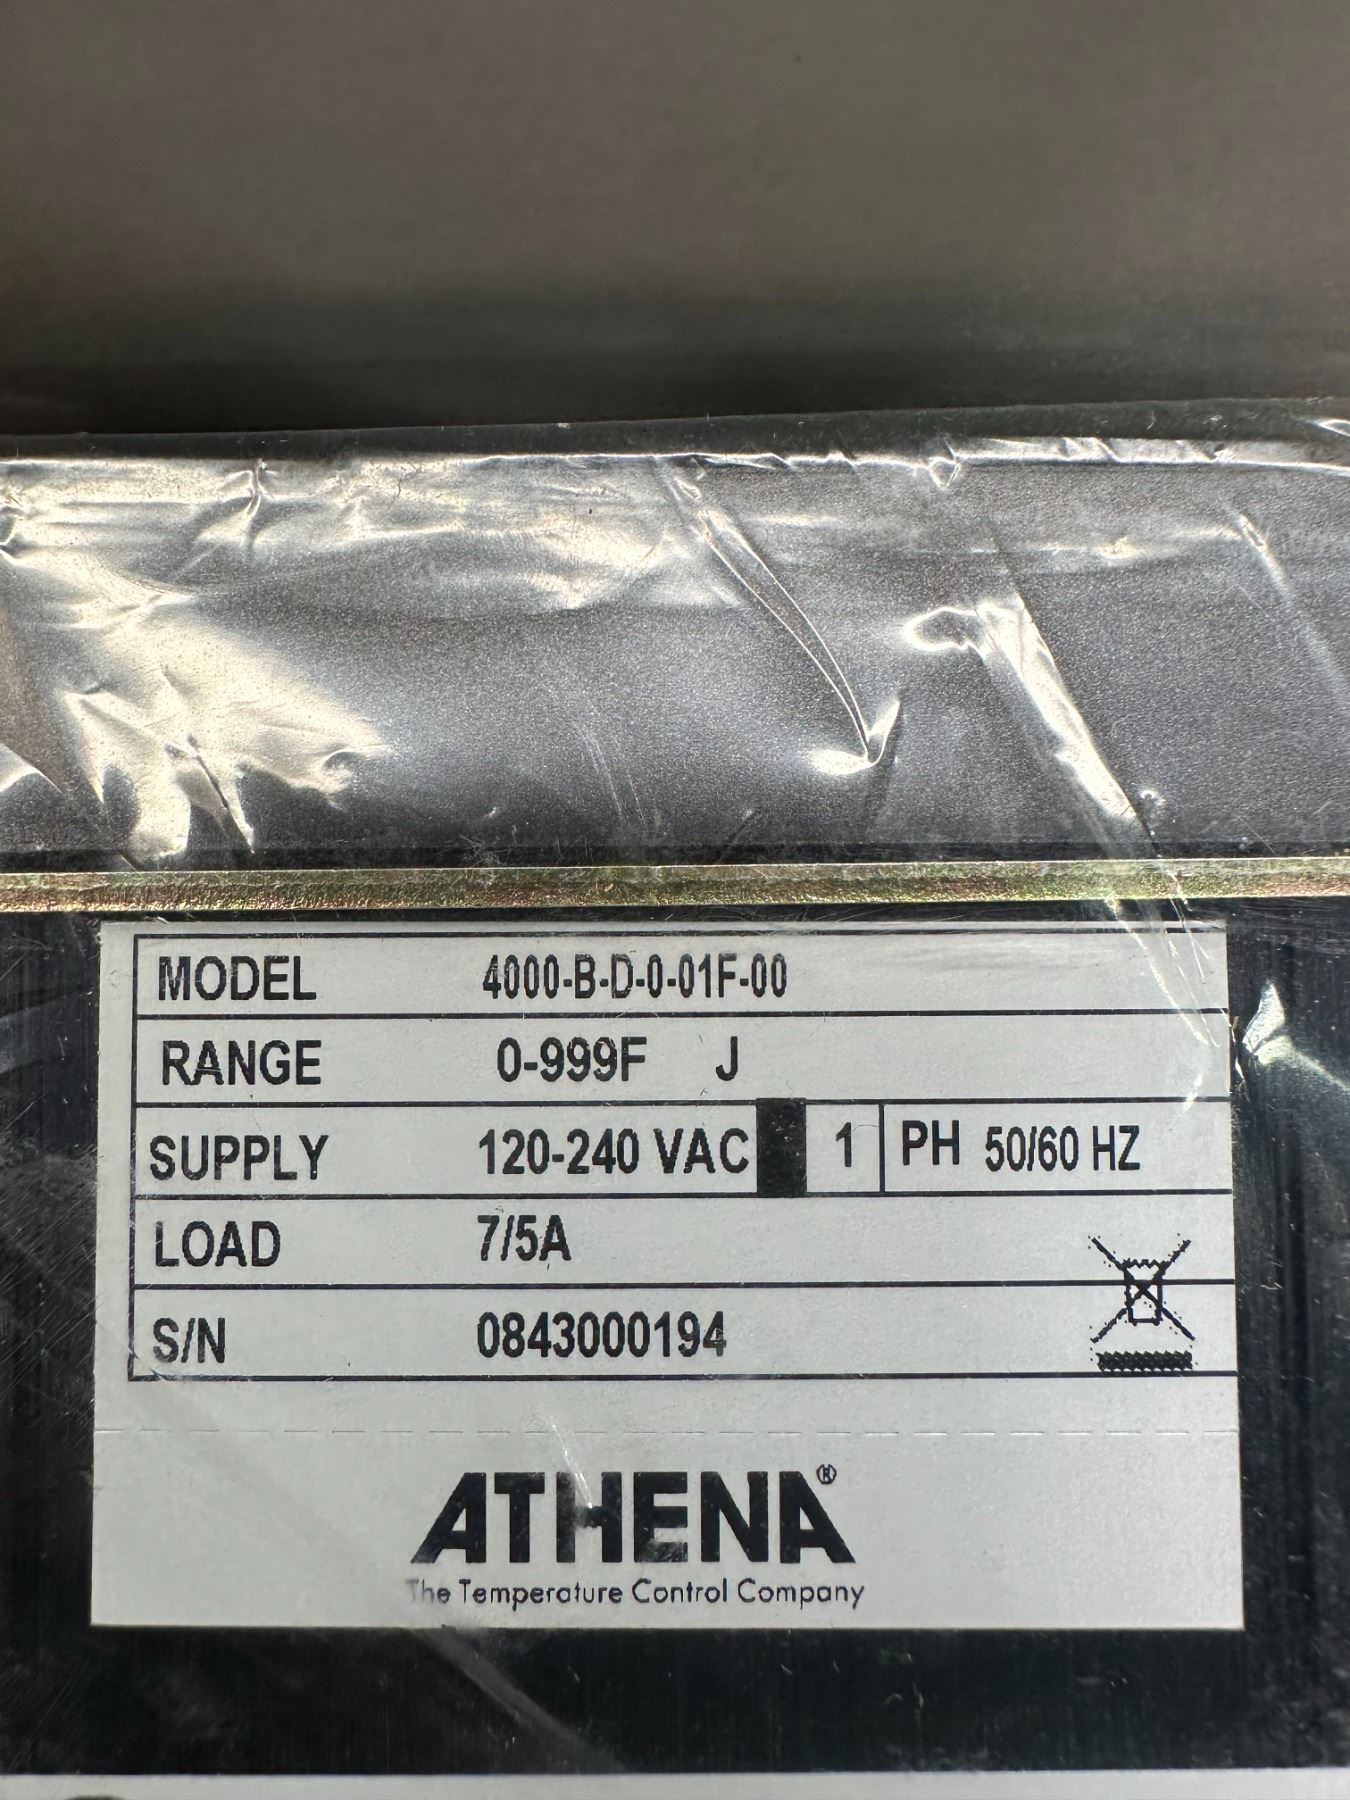 MODEL 4000-B-D-0-01F-00
RANGE 0-999F J
SUPPLY 120-240 VAC 1 PH 50/60 HZ
LOAD 7/5A
S/N 0843000194
ATHENA®
The Temperature Control Company